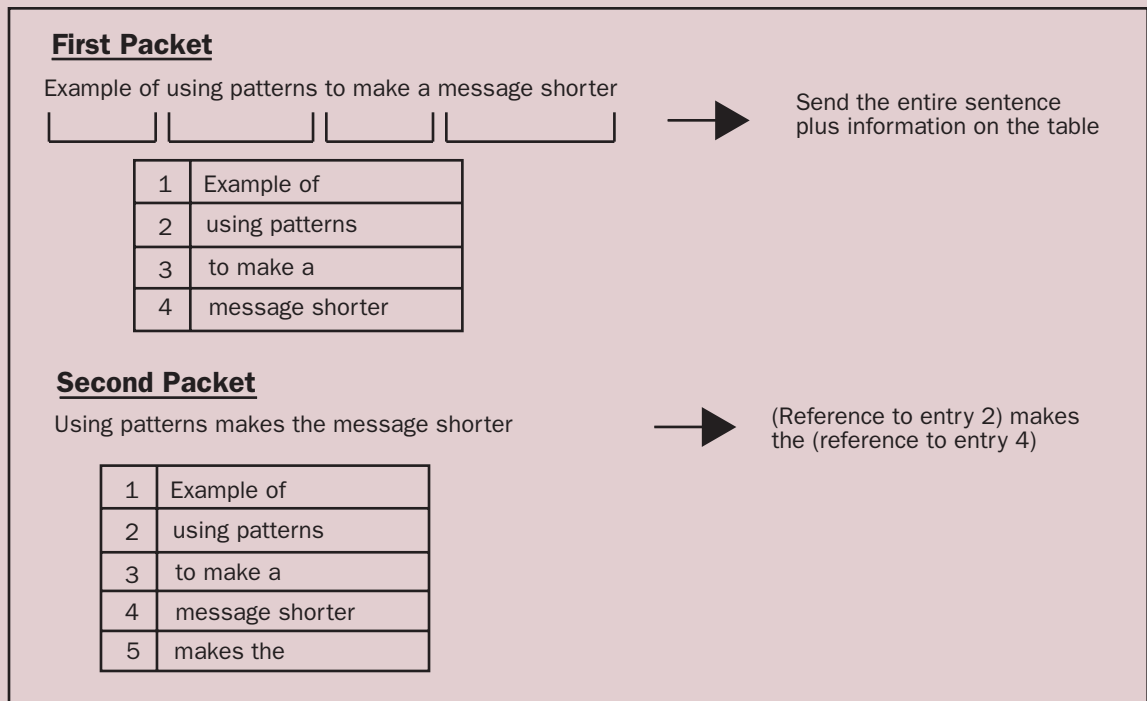 First Packet
Example of using patterns to make a message shorter
Send the entire sentence
plus information on the table
1 Example of
2 using patterns
3 to make a
4 message shorter
Second Packet
Using patterns makes the message shorter
(Reference to entry 2) makes
the (reference to entry 4)
1 Example of
2 using patterns
3 to make a
4 message shorter
5 makes the